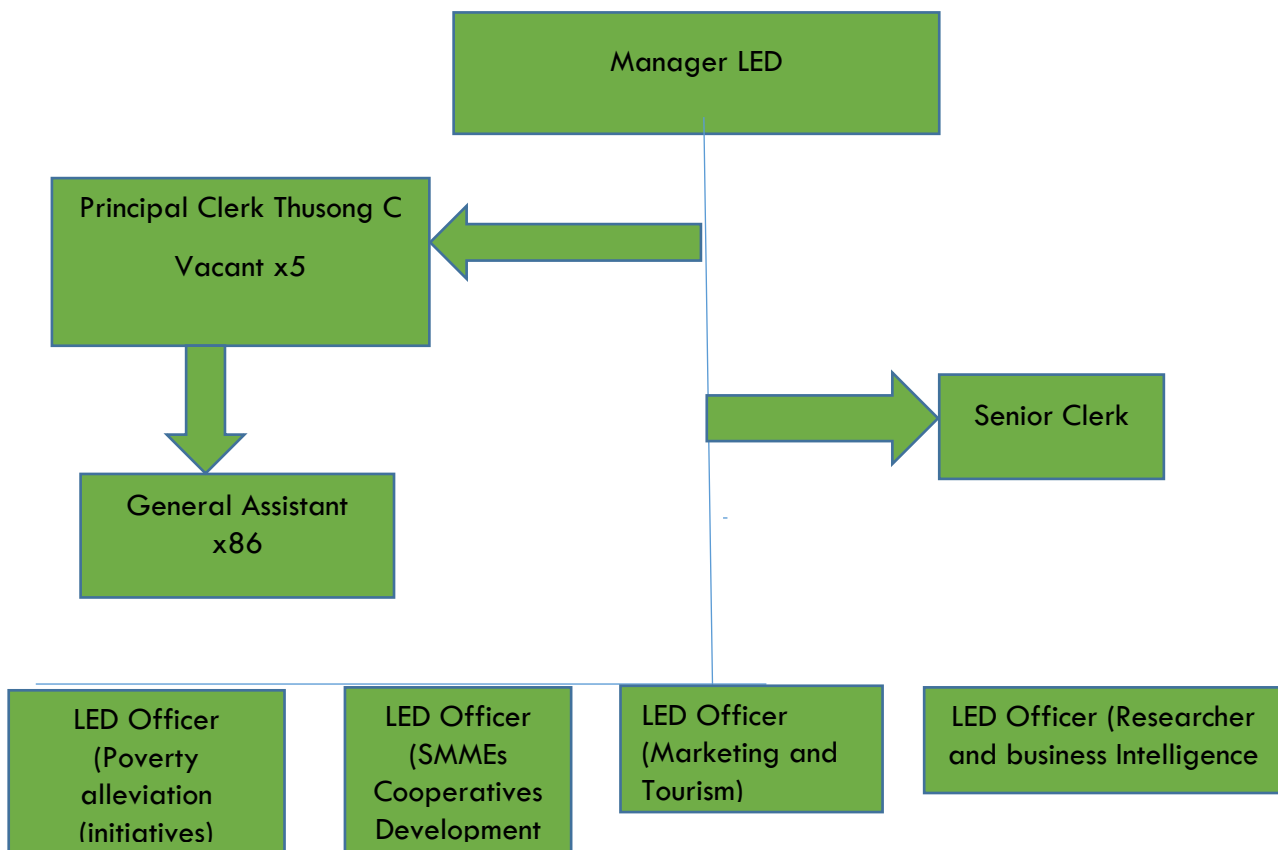 Manager LED
Principal Clerk Thusong C
Vacant x5
Senior Clerk
General Assistant
x86
LED Officer
(Poverty
alleviation
(initiatives)
LED Officer
(SMMEs
Cooperatives
Development
LED Officer
(Marketing and
Tourism)
LED Officer (Researcher
and business Intelligence